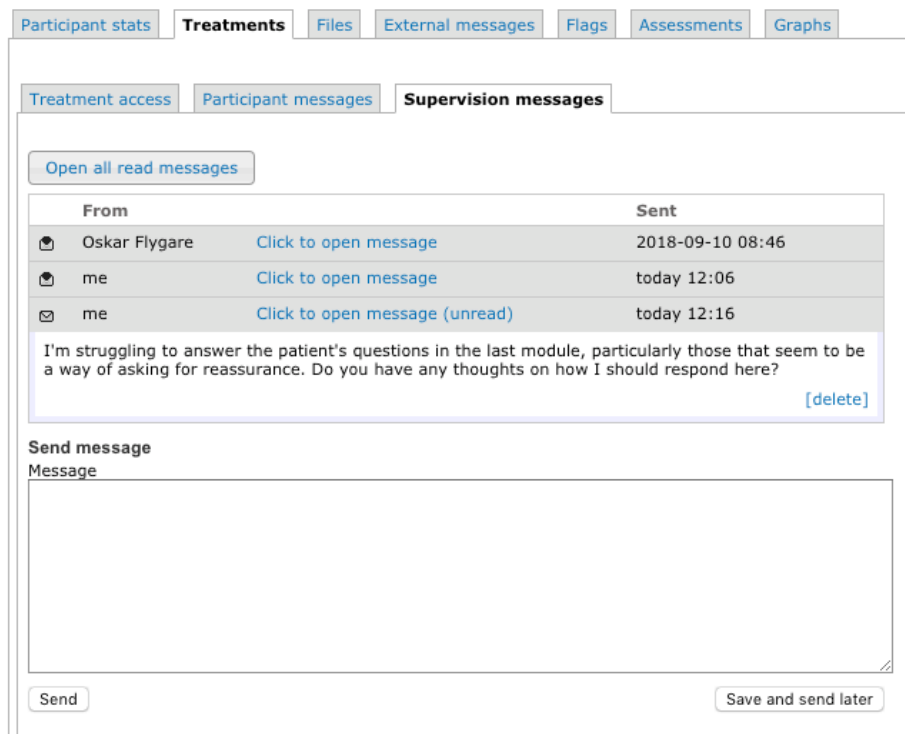 Participant stats Treatments Files External messages Flags Assessments Graphs
Treatment access Participant messages Supervision messages
Open all read messages
From Sent
Oskar Flygare Click to open message 2018-09-10 08:46
me Click to open message today 12:06
me Click to open message (unread) today 12:16
I'm struggling to answer the patient's questions in the last module, particularly those that seem to be
a way of asking for reassurance. Do you have any thoughts on how I should respond here?
[delete]
Send message
Message
Send Save and send later